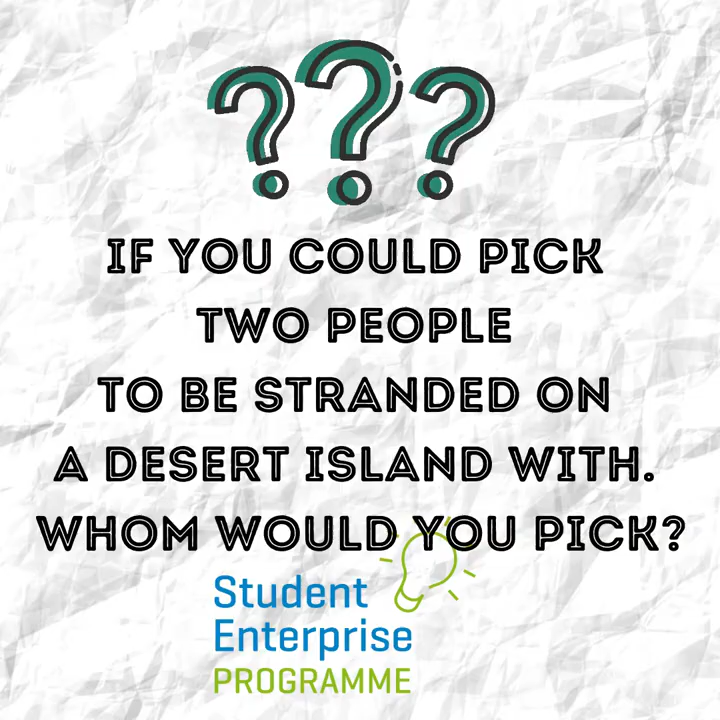 ???
IF YOU COULD PICK
TWO PEOPLE
TO BE STRANDED ON
A DESERT ISLAND WITH.
WHOM WOULD YOU PICK?
Student
Enterprise
PROGRAMME